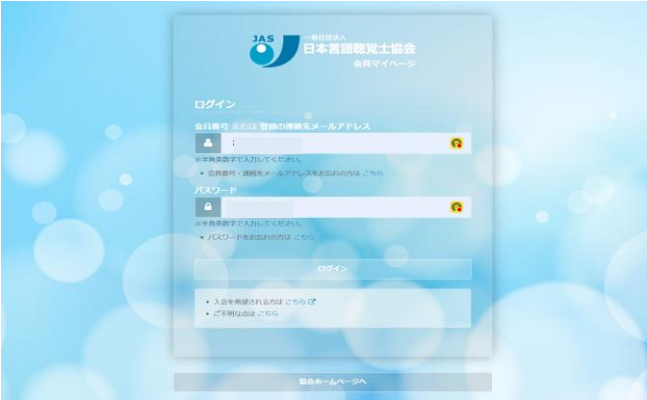 JAS
一般社団法人
日本言語聴覚士協会
会員マイページ
ログイン
会員番号 または 登録の連絡先メールアドレス
※半角英数字で入力してください。
• 会員番号・連絡先メールアドレスをお忘れの方は こちら
パスワード
※半角英数字で入力してください。
• パスワードをお忘れの方は こちら
ログイン
• 入会を希望される方は こちら
• ご不明な点は こちら
協会ホームページへ